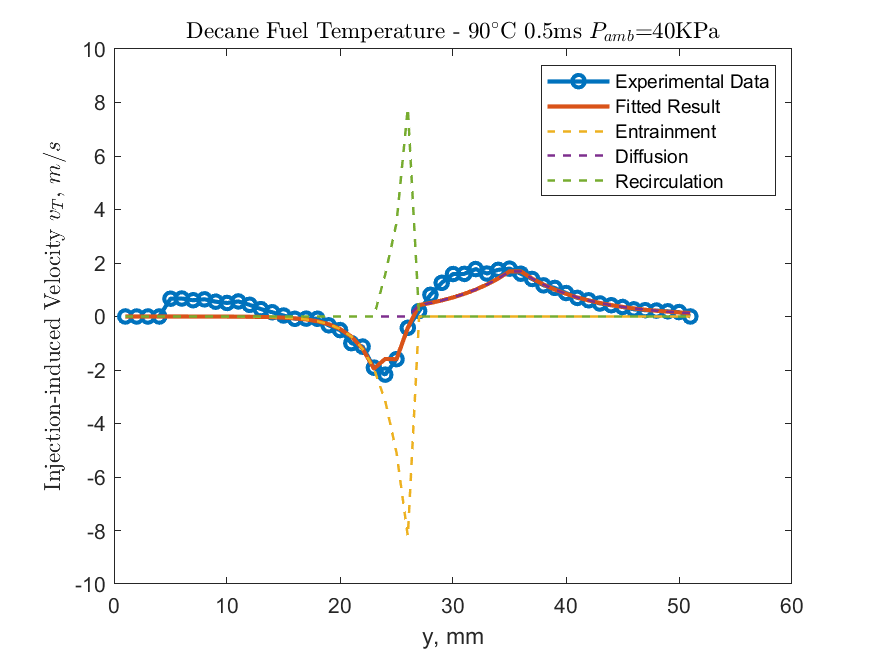 Decane Fuel Temperature - 90°C 0.5ms P_amb=40KPa
Injection-induced Velocity v_T, m/s
10
8
6
4
2
0
-2
-4
-6
-8
-10
Experimental Data
Fitted Result
Entrainment
Diffusion
Recirculation
0 10 20 30 40 50 60
y, mm